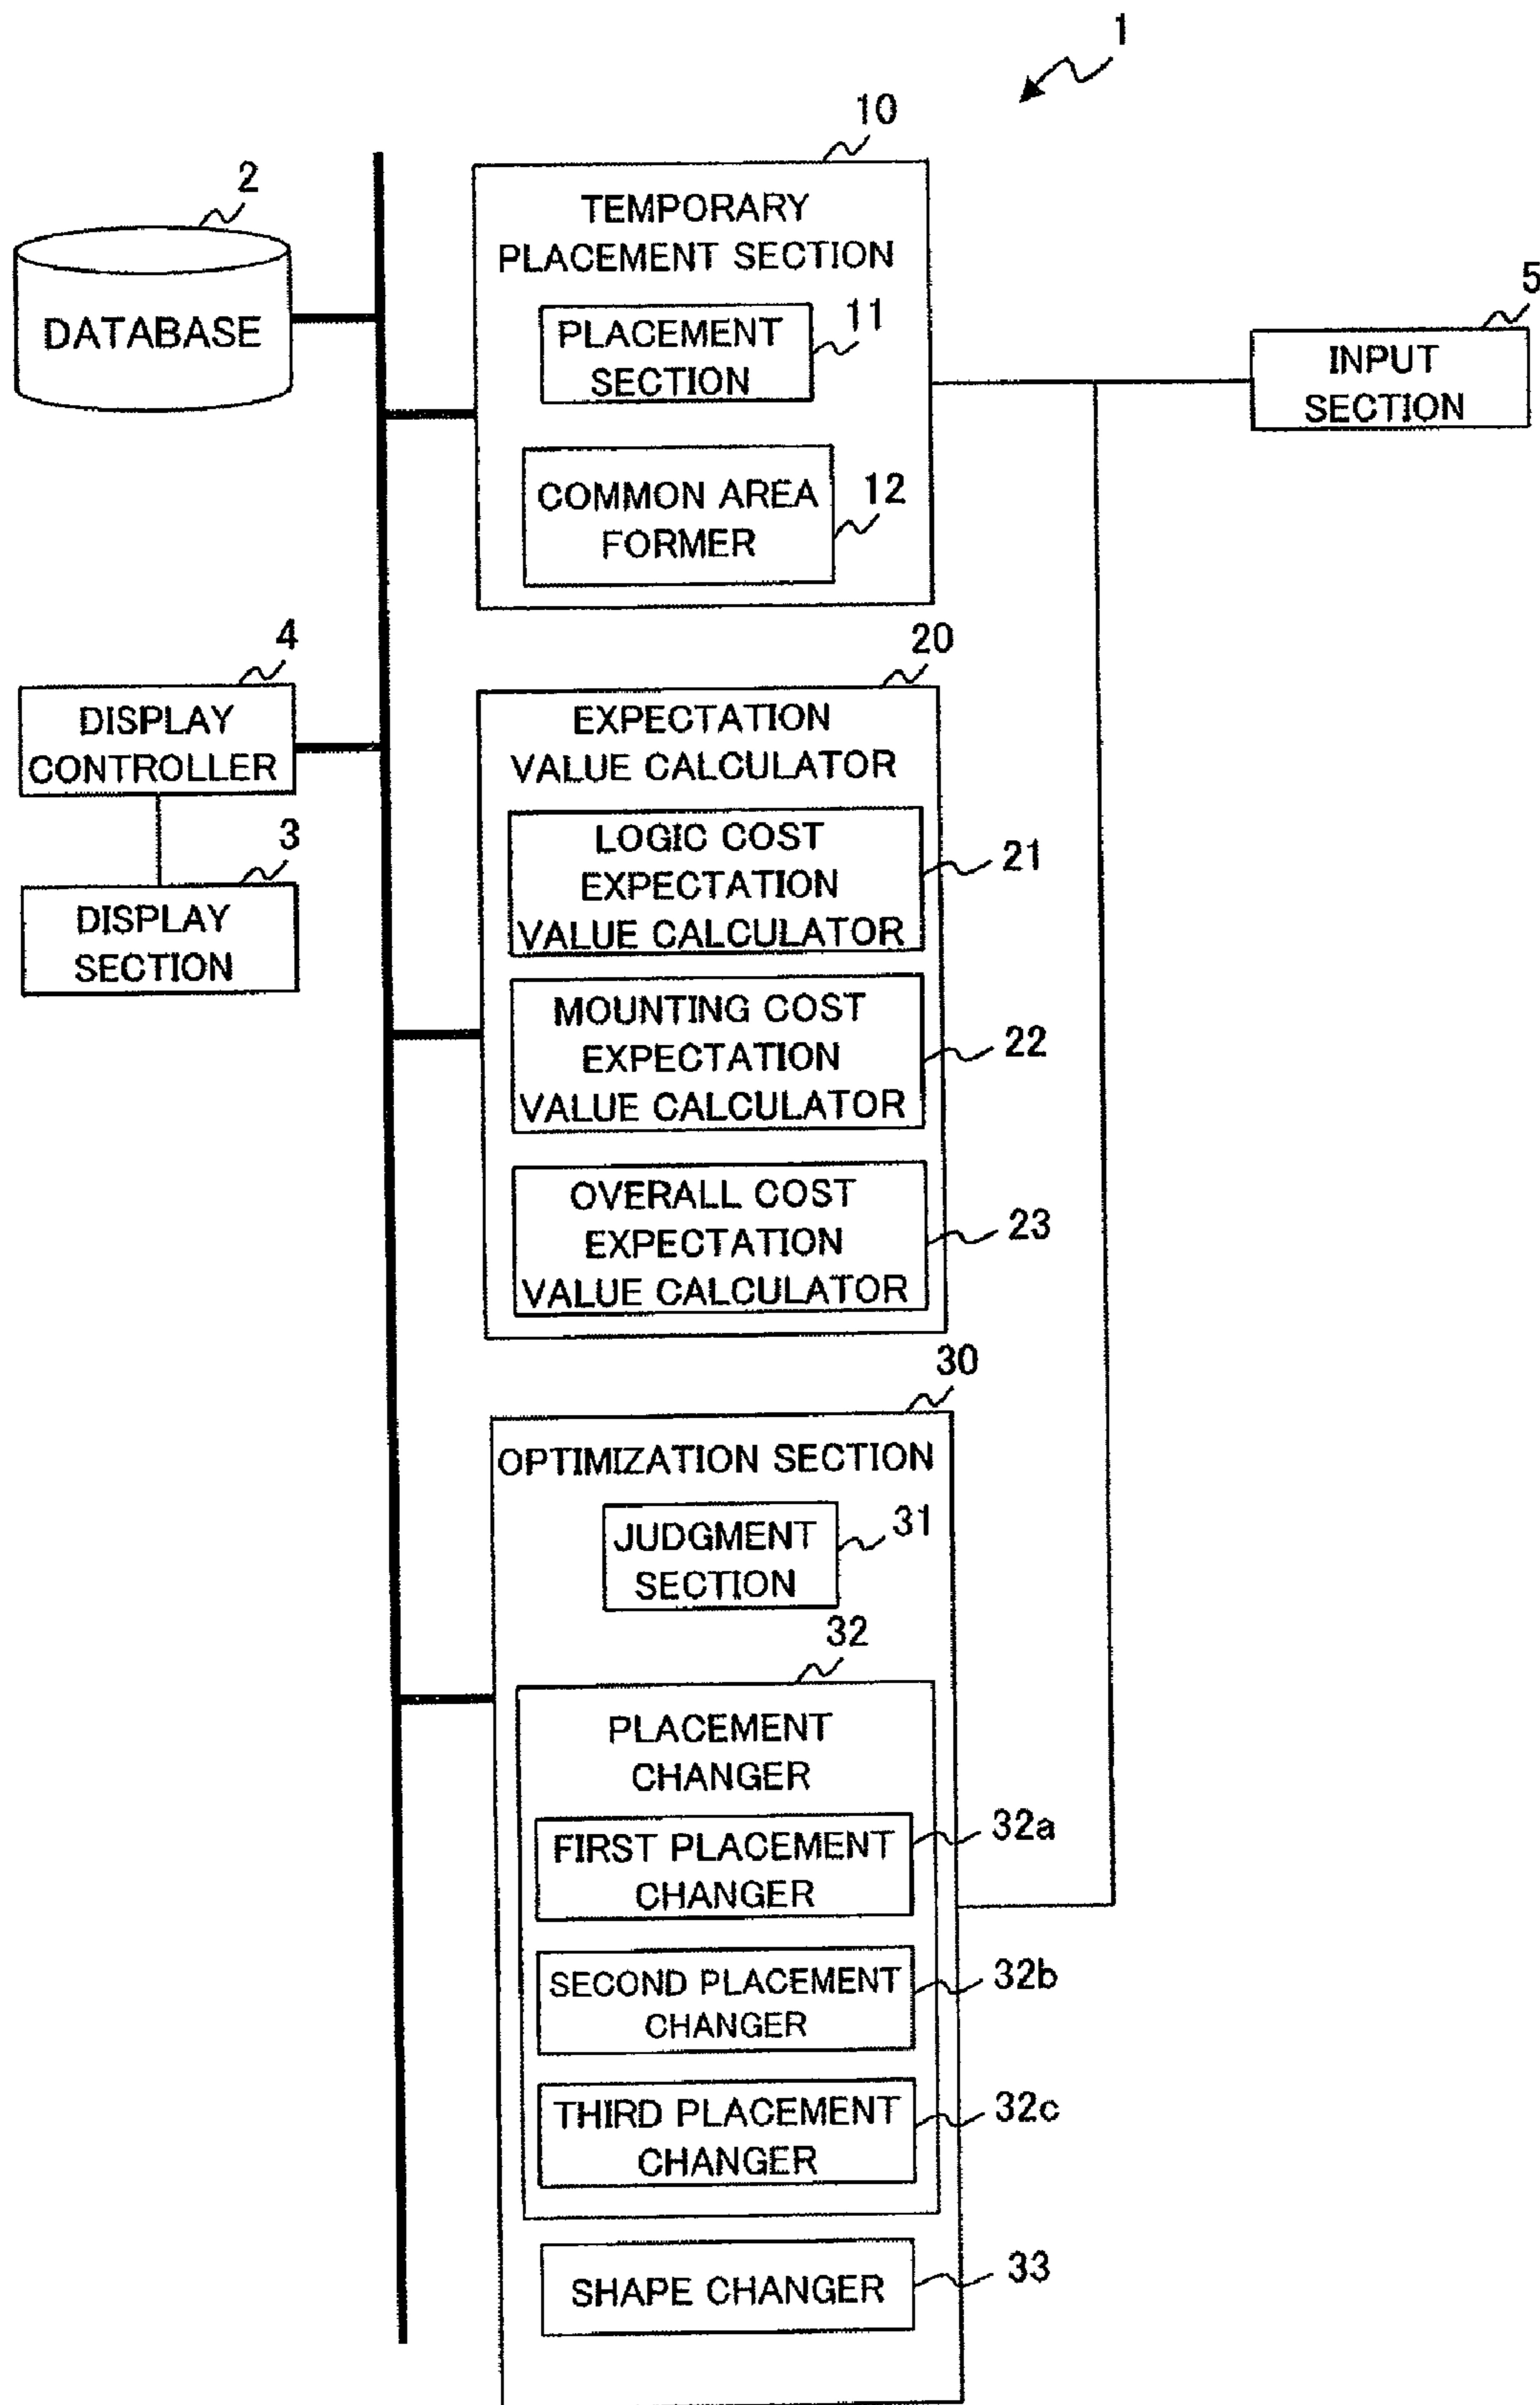 1
10
2
TEMPORARY
PLACEMENT SECTION
DATABASE
11
PLACEMENT
SECTION
5
INPUT
SECTION
12
COMMON AREA
FORMER
4
DISPLAY
CONTROLLER
3
DISPLAY
SECTION
20
EXPECTATION
VALUE CALCULATOR
LOGIC COST
EXPECTATION
VALUE CALCULATOR
21
MOUNTING COST
EXPECTATION
VALUE CALCULATOR
22
OVERALL COST
EXPECTATION
VALUE CALCULATOR
23
30
OPTIMIZATION SECTION
JUDGMENT
SECTION
31
32
PLACEMENT
CHANGER
FIRST PLACEMENT
CHANGER
32a
SECOND PLACEMENT
CHANGER
32b
THIRD PLACEMENT
CHANGER
32c
SHAPE CHANGER
33